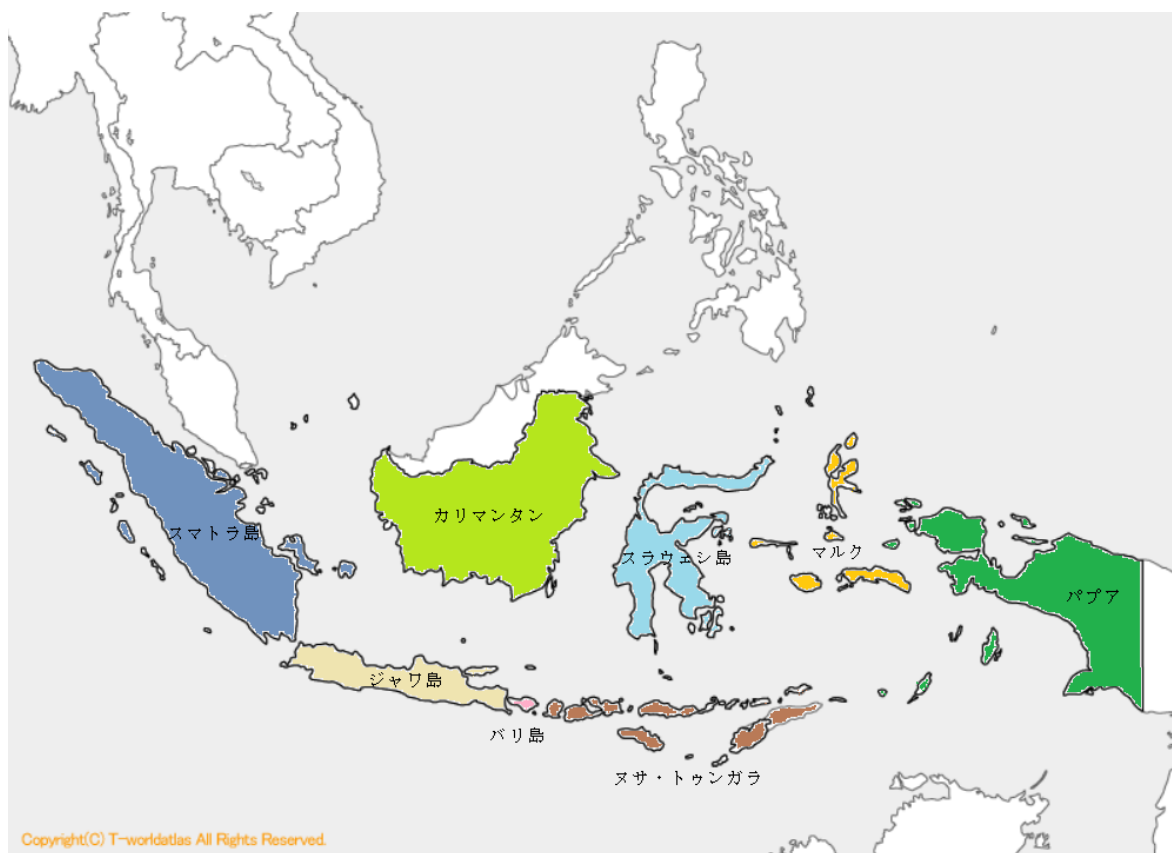 スマトラ島
カリマンタン
スラウェシ島
マルク
パプア
ジャワ島
バリ島
ヌサ・トゥンガラ
Copyright(C) T-worldatlas All Rights Reserved.